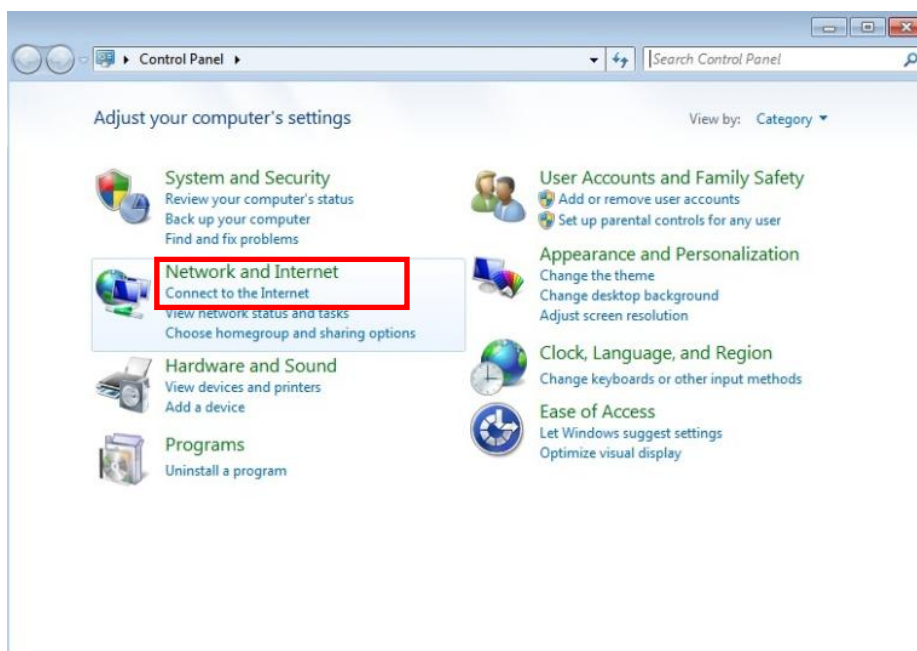 Control Panel
Search Control Panel
Adjust your computer's settings
View by: Category
System and Security
Review your computer's status
Back up your computer
Find and fix problems
Network and Internet
Connect to the Internet
View network status and tasks
Choose homegroup and sharing options
Hardware and Sound
View devices and printers
Add a device
Programs
Uninstall a program
User Accounts and Family Safety
Add or remove user accounts
Set up parental controls for any user
Appearance and Personalization
Change the theme
Change desktop background
Adjust screen resolution
Clock, Language, and Region
Change keyboards or other input methods
Ease of Access
Let Windows suggest settings
Optimize visual display